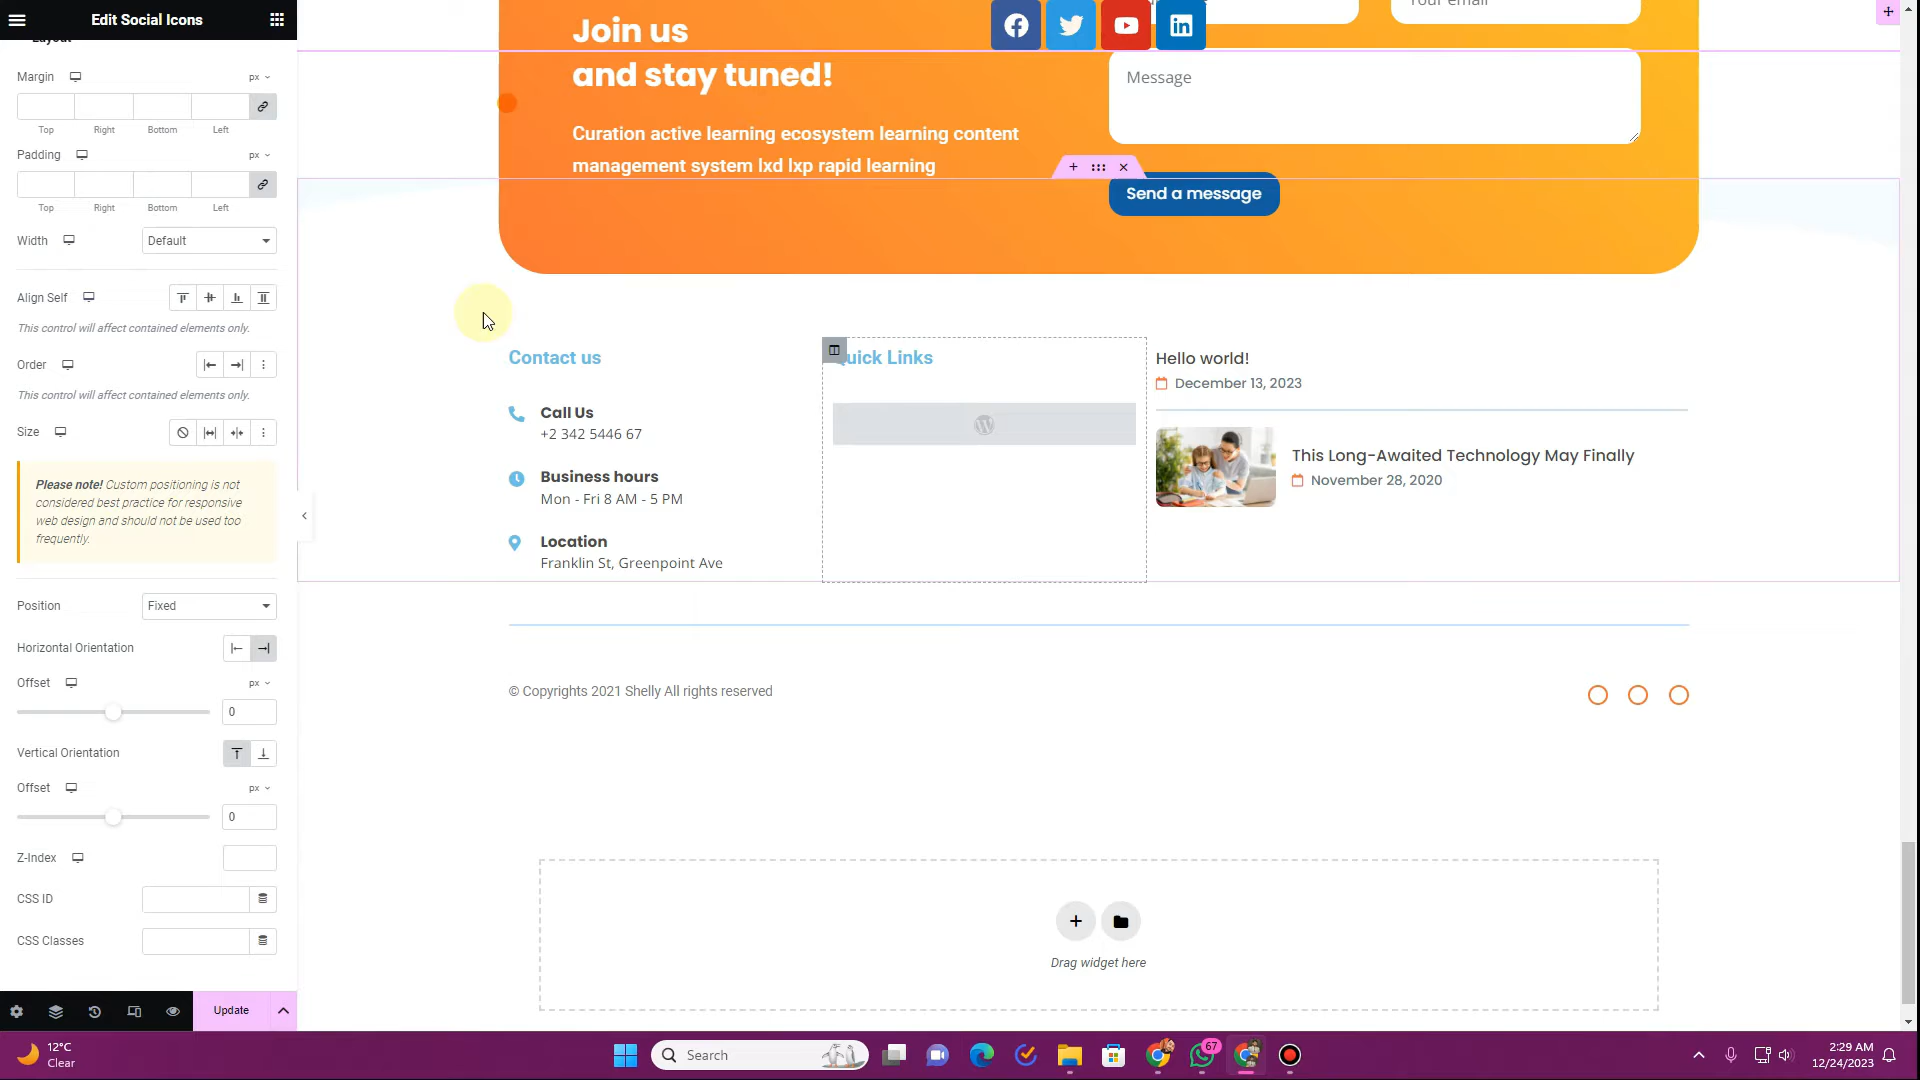 Edit Social Icons
Layout
Margin
px
Top
Right
Bottom
Left
Padding
px
Top
Right
Bottom
Left
Width
Default
Align Self
This control will affect contained elements only.
Order
This control will affect contained elements only.
Size
Please note! Custom positioning is not
considered best practice for responsive
web design and should not be used too
frequently.
Position
Fixed
Horizontal Orientation
Offset
px
0
Vertical Orientation
Offset
px
0
Z-Index
CSS ID
CSS Classes
Update
Join us
and stay tuned!
Curation active learning ecosystem learning content
management system lxd lxp rapid learning
Your email
Message
Send a message
Contact us
Call Us
+2 342 5446 67
Business hours
Mon - Fri 8 AM - 5 PM
Location
Franklin St, Greenpoint Ave
Quick Links
Hello world!
December 13, 2023
This Long-Awaited Technology May Finally
November 28, 2020
© Copyrights 2021 Shelly All rights reserved
Drag widget here
12°C
Clear
Search
67
2:29 AM
12/24/2023